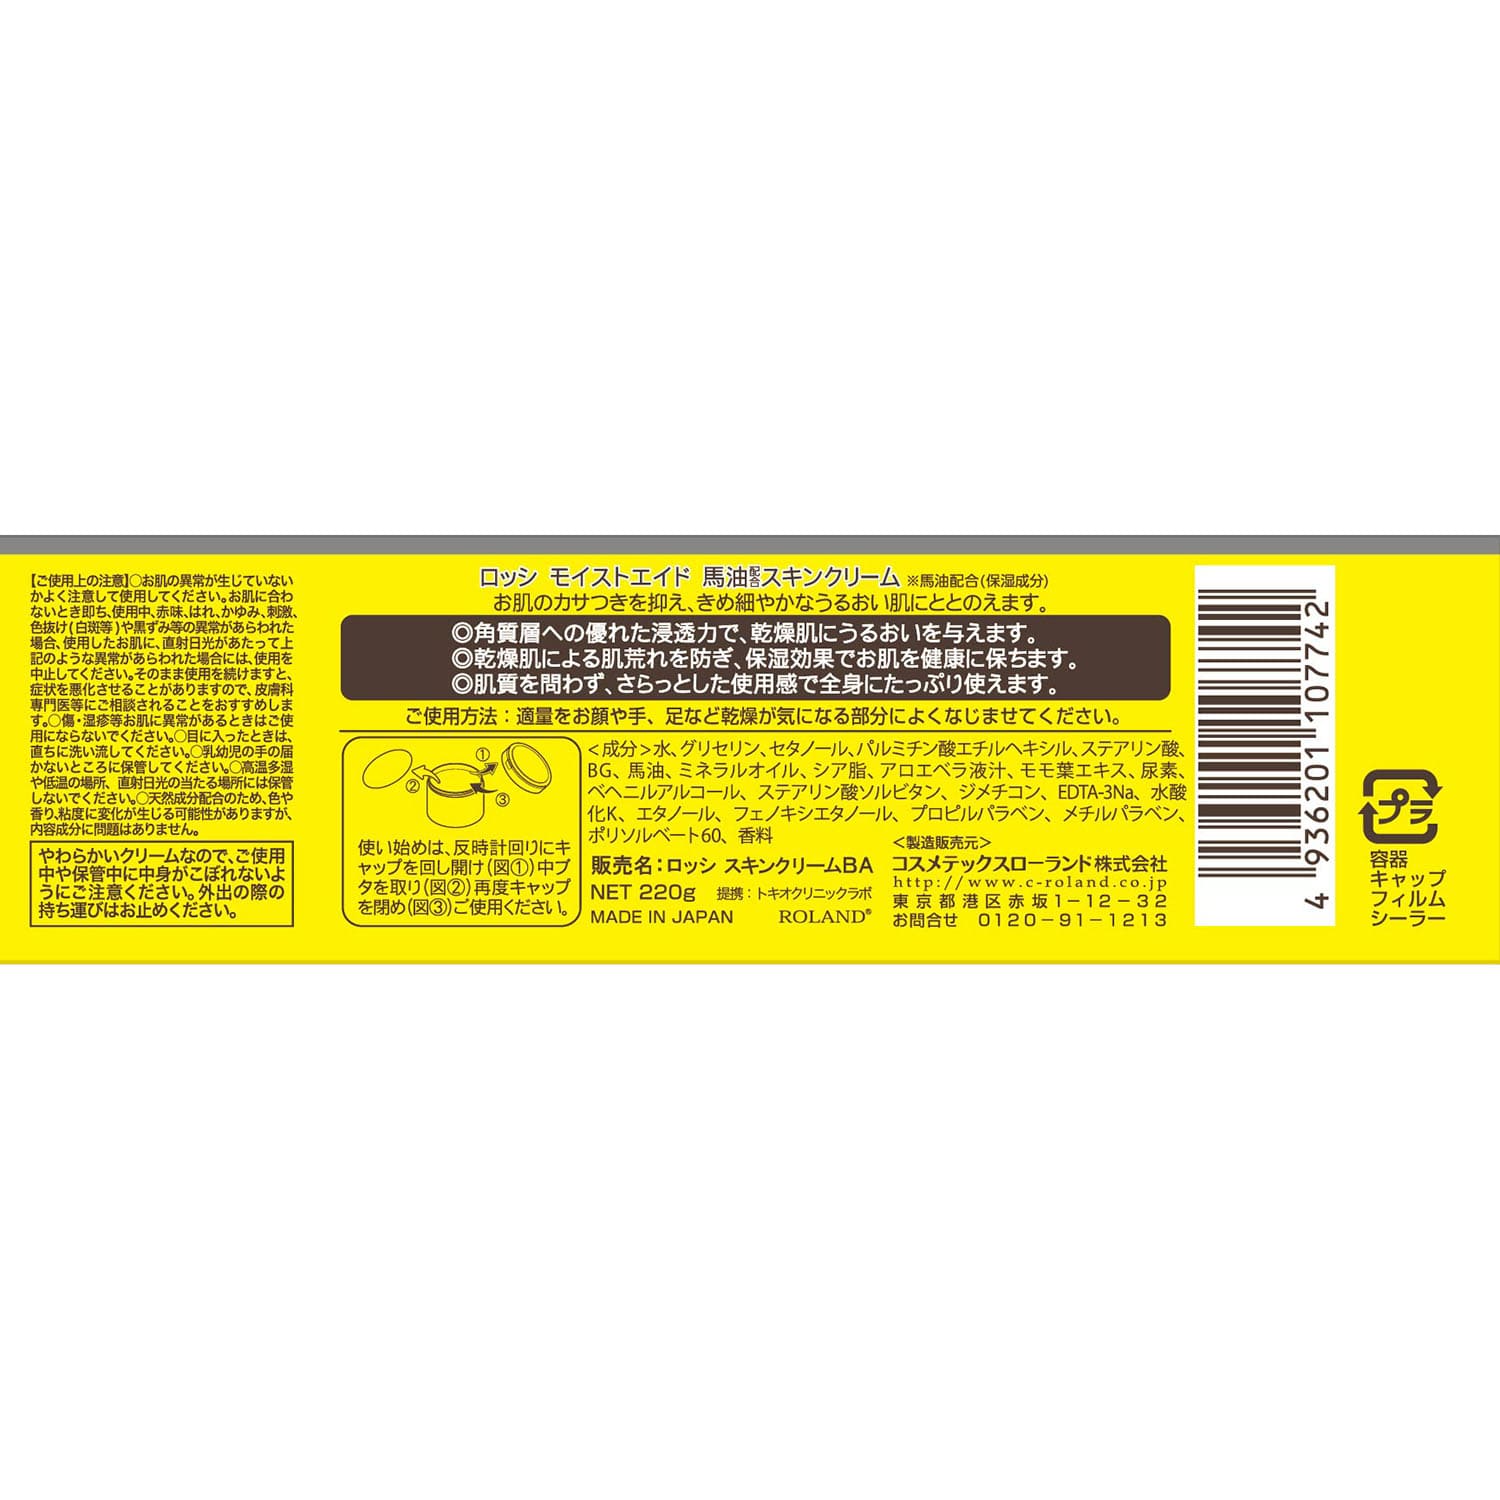 【ご使用上の注意】○お肌の異常が生じていない
かよく注意して使用してください。お肌に合わ
ないとき即ち、使用中、赤味、はれ、かゆみ、刺激、
色抜け(白斑等)や黒ずみ等の異常があらわれた
場合、使用したお肌に、直射日光があたって上
記のような異常があらわれた場合には、使用を
中止してください。そのまま使用を続けますと、
症状を悪化させることがありますので、皮膚科
専門医等にご相談されることをおすすめしま
す。○傷・湿疹等お肌に異常があるときはご使
用にならないでください。○目に入ったときは、
直ちに洗い流してください。○乳幼児の手の届
かないところに保管してください。○高温多湿
や低温の場所、直射日光の当たる場所には保管
しないでください。○天然成分配合のため、色や
香り、粘度に変化が生じる可能性がありますが、
内容成分に問題はありません。
やわらかいクリームなので、ご使用
中や保管中に中身がこぼれないよ
うにご注意ください。外出の際の
持ち運びはお止めください。
ロッシ モイストエイド 馬油配合スキンクリーム ※馬油配合(保湿成分)
お肌のカサつきを抑え、きめ細やかなうるおい肌にととのえます。
◎角質層への優れた浸透力で、乾燥肌にうるおいを与えます。
◎乾燥肌による肌荒れを防ぎ、保湿効果でお肌を健康に保ちます。
◎肌質を問わず、さらっとした使用感で全身にたっぷり使えます。
ご使用方法：適量をお顔や手、足など乾燥が気になる部分によくなじませてください。
① ② ③
使い始めは、反時計回りにキ
ャップを回し開け(図①)中ブ
タを取り(図②)再度キャップ
を閉め(図③)ご使用ください。
＜成分＞水、グリセリン、セタノール、パルミチン酸エチルヘキシル、ステアリン酸、
BG、馬油、ミネラルオイル、シア脂、アロエベラ液汁、モモ葉エキス、尿素、
ベヘニルアルコール、ステアリン酸ソルビタン、ジメチコン、EDTA-3Na、水酸
化K、エタノール、フェノキシエタノール、プロピルパラベン、メチルパラベン、
ポリソルベート60、香料
販売名：ロッシ スキンクリームBA
NET 220g 提携：トキオクリニックラボ
MADE IN JAPAN ROLAND®
＜製造販売元＞
コスメテックスローランド株式会社
http://www.c-roland.co.jp
東京都港区赤坂1－12－32
お問合せ 0120－91－1213
4 936201 107742
プラ
容器
キャップ
フィルム
シーラー